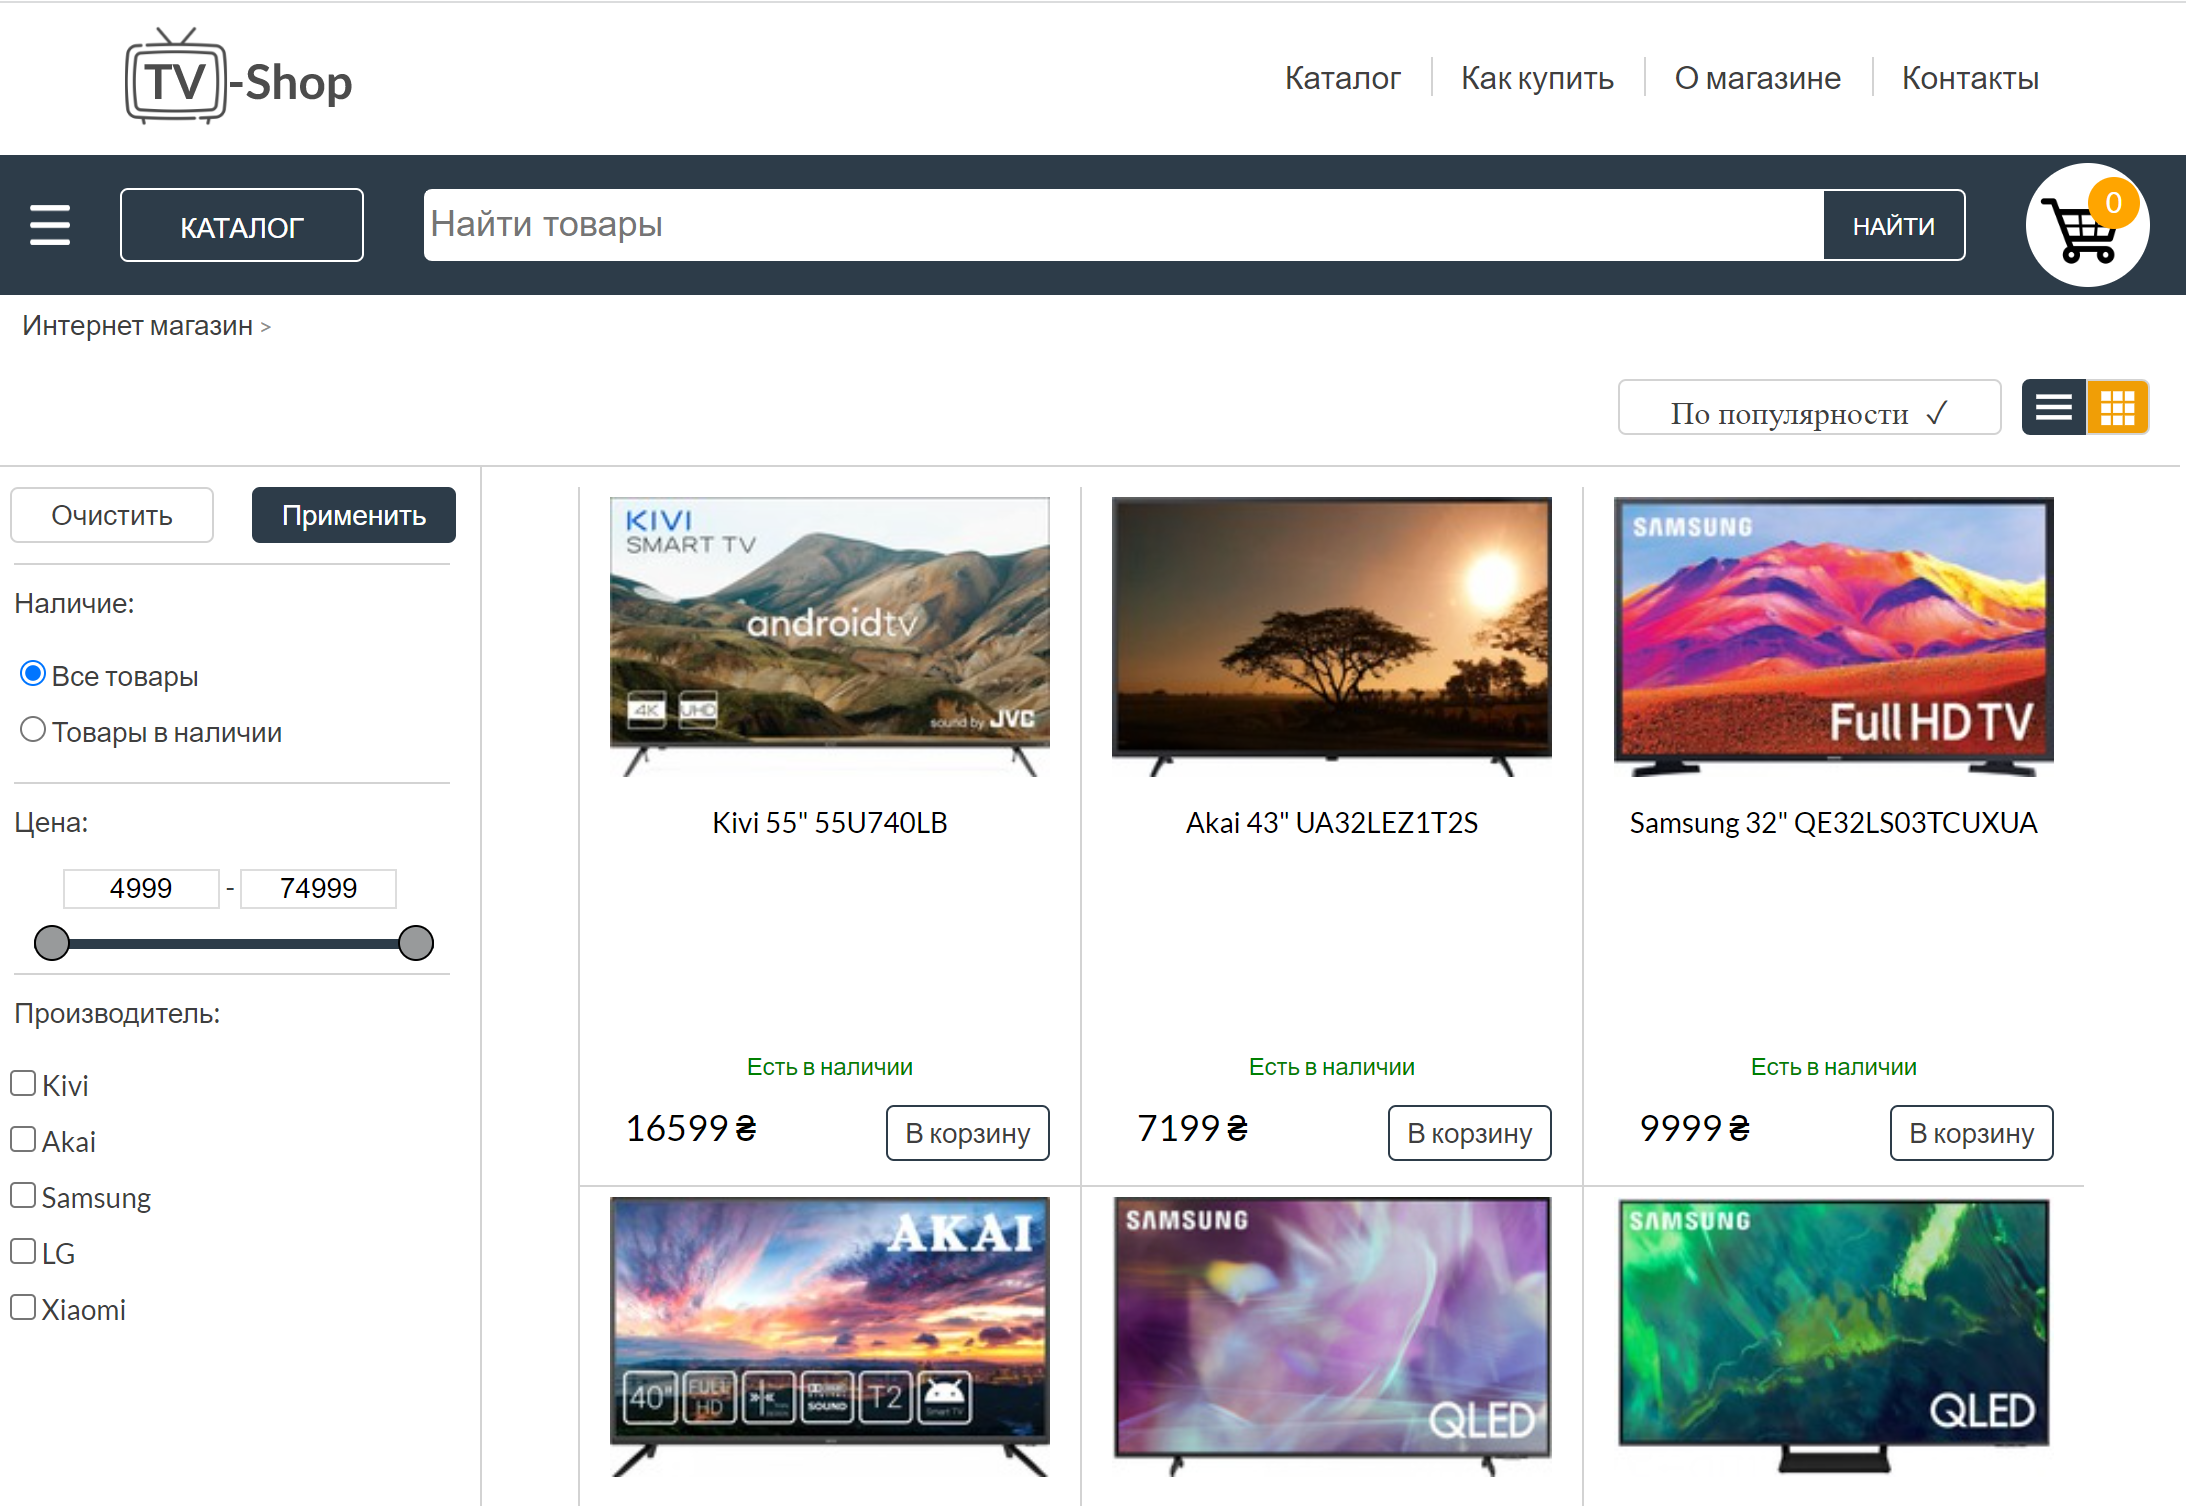 TV-Shop
Каталог
Как купить
О магазине
Контакты
КАТАЛОГ
Найти товары
НАЙТИ
0
Интернет магазин >
По популярности ✓
Очистить
Применить
Наличие:
Все товары
Товары в наличии
Цена:
4999 - 74999
Производитель:
Kivi
Akai
Samsung
LG
Xiaomi
KIVI
SMART TV
androidtv
4K UHD
sound by JVC
Kivi 55" 55U740LB
Есть в наличии
16599 ₴
В корзину
Akai 43" UA32LEZ1T2S
Есть в наличии
7199 ₴
В корзину
SAMSUNG
Full HD TV
Samsung 32" QE32LS03TCUXUA
Есть в наличии
9999 ₴
В корзину
AKAI
40"
FULL HD
SOUND
T2
Smart TV
SAMSUNG
QLED
SAMSUNG
QLED